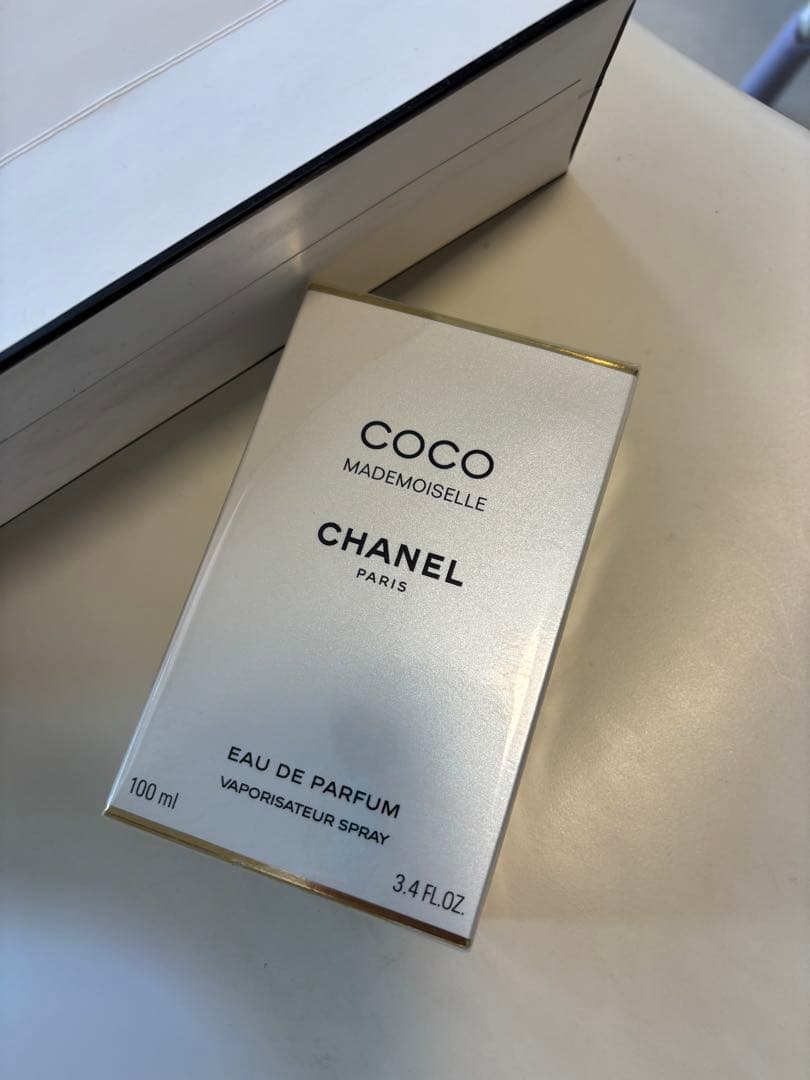 COCO
MADEMOISELLE
CHANEL
PARIS
EAU DE PARFUM
VAPORISATEUR SPRAY
100 ml
3.4 FL.OZ.